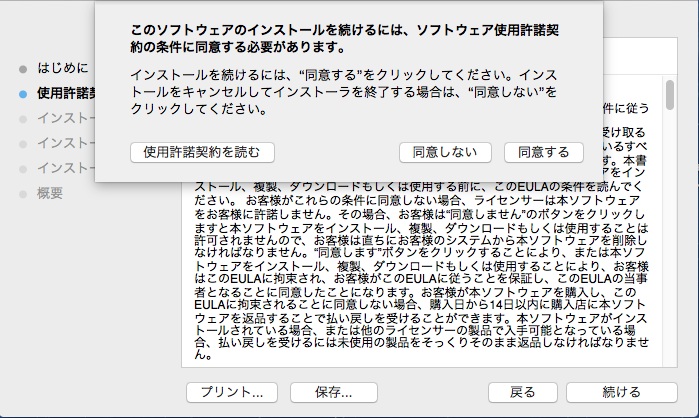 このソフトウェアのインストールを続けるには、ソフトウェア使用許諾契
約の条件に同意する必要があります。
インストールを続けるには、“同意する”をクリックしてください。インス
トールをキャンセルしてインストーラを終了する場合は、“同意しない”を
クリックしてください。
使用許諾契約を読む
同意しない
同意する
はじめに
使用許諾契
インストー
インストー
インストー
概要
件に従う
受け取る
いるすべ
す。本書
アをイン
ストール、複製、ダウンロードもしくは使用する前に、このEULAの条件を読んでく
ださい。 お客様がこれらの条件に同意しない場合、ライセンサーは本ソフトウェア
をお客様に許諾しません。その場合、お客様は“同意しません”のボタンをクリックし
ますと本ソフトウェアをインストール、複製、ダウンロードもしくは使用することは
許可されませんので、お客様は直ちにお客様のシステムから本ソフトウェアを削除し
なければなりません。“同意します”ボタンをクリックすることにより、または本ソフ
トウェアをインストール、複製、ダウンロードもしくは使用することにより、お客様
はこのEULAに拘束され、お客様がこのEULAに従うことを保証し、このEULAの当事
者となることに同意したことになります。お客様が本ソフトウェアを購入し、この
EULAに拘束されることに同意しない場合、購入日から14日以内に購入店に本ソフト
ウェアを返品することで払い戻しを受けることができます。本ソフトウェアがインス
トールされている場合、または他のライセンサーの製品で入手可能となっている場
合、払い戻しを受けるには未使用の製品をそっくりそのまま返品しなければなりませ
ん。
プリント...
保存...
戻る
続ける